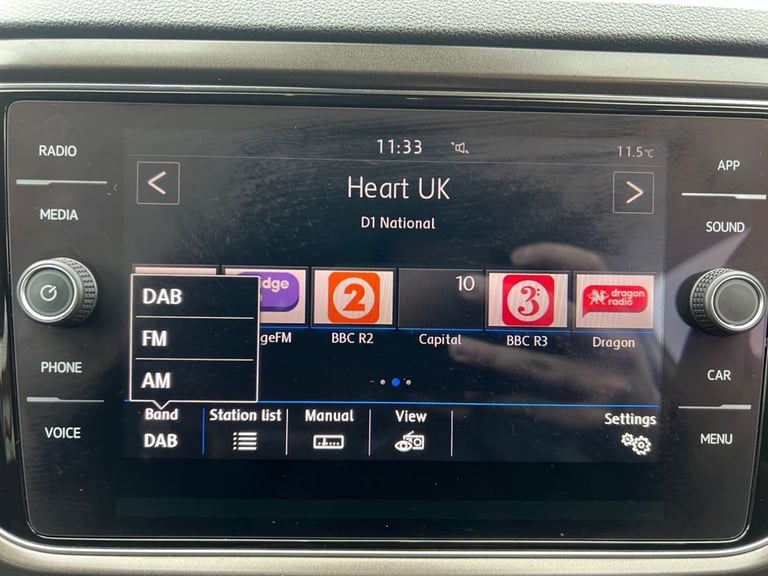 RADIO
MEDIA
PHONE
VOICE
11:33
11.5°C
<
Heart UK
>
D1 National
DAB
FM
AM
dge
geFM
2
BBC R2
10
Capital
3
BBC R3
dragon
radio
Dragon
Band
DAB
Station list
Manual
View
Settings
APP
SOUND
CAR
MENU